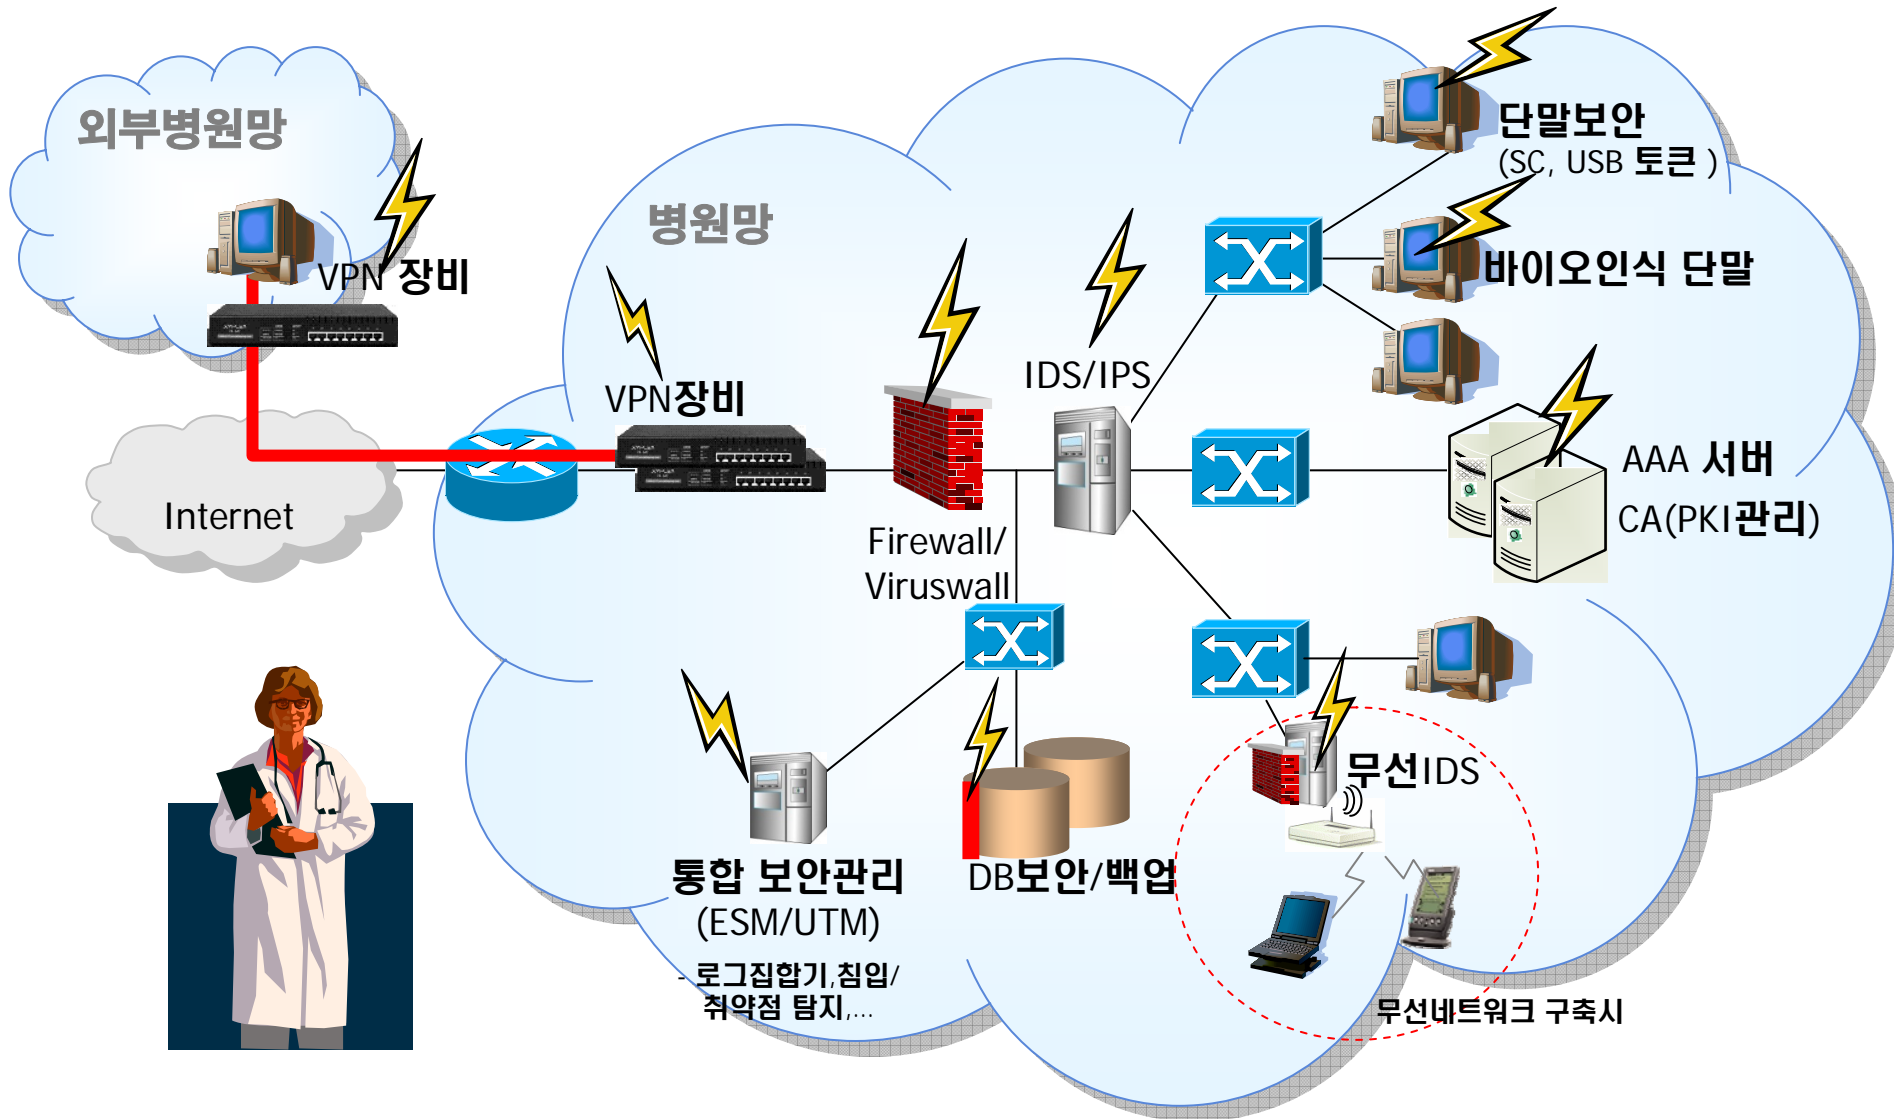 외부병원망
VPN 장비
Internet
병원망
VPN장비
Firewall/
Viruswall
IDS/IPS
단말보안
(SC, USB 토큰 )
바이오인식 단말
AAA 서버
CA(PKI관리)
통합 보안관리
(ESM/UTM)
- 로그집합기,침입/
취약점 탐지,...
DB보안/백업
무선IDS
무선네트워크 구축시